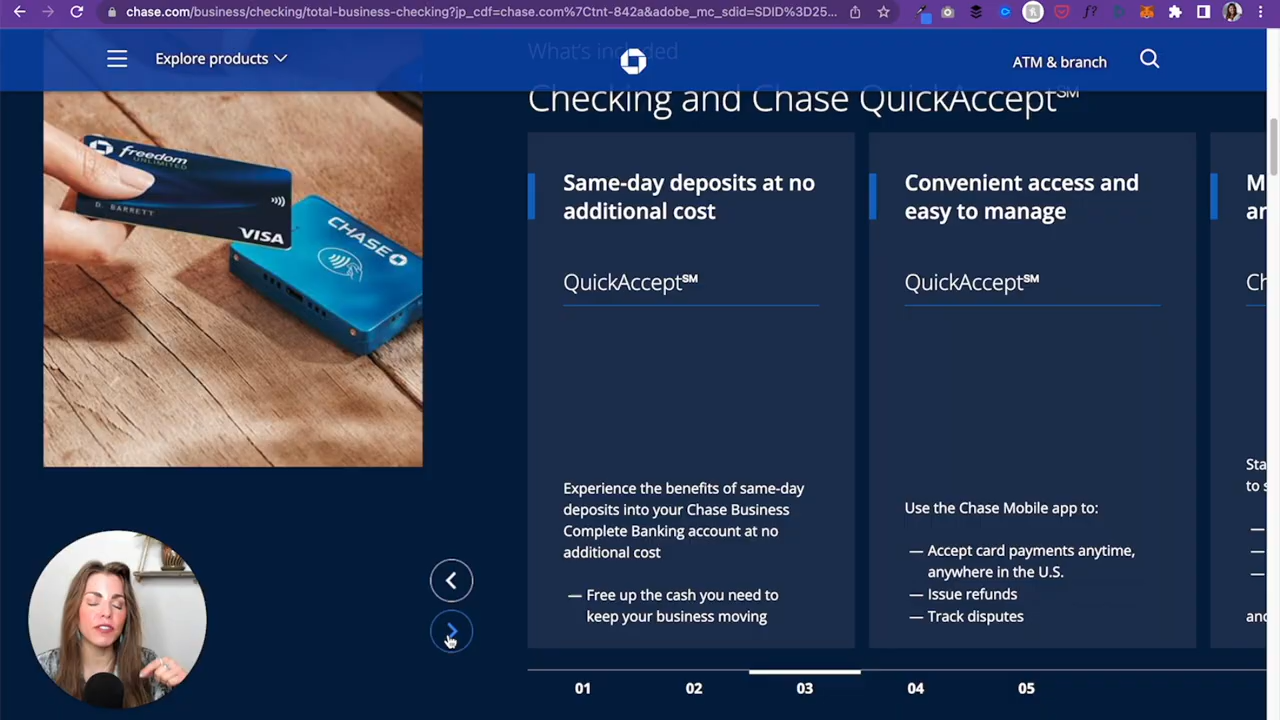 chase.com/business/checking/total-business-checking?jp_cdf=chase.com%7Ctnt-842a&adobe_mc_sdid=SDID%3D25...
Explore products
ATM & branch
What's included
Checking and Chase QuickAccept℠
freedom
UNLIMITED
D. BARRETT
VISA
CHASE
Same-day deposits at no
additional cost
QuickAccept℠
Experience the benefits of same-day
deposits into your Chase Business
Complete Banking account at no
additional cost
— Free up the cash you need to
keep your business moving
Convenient access and
easy to manage
QuickAccept℠
Use the Chase Mobile app to:
— Accept card payments anytime,
anywhere in the U.S.
— Issue refunds
— Track disputes
01 02 03 04 05